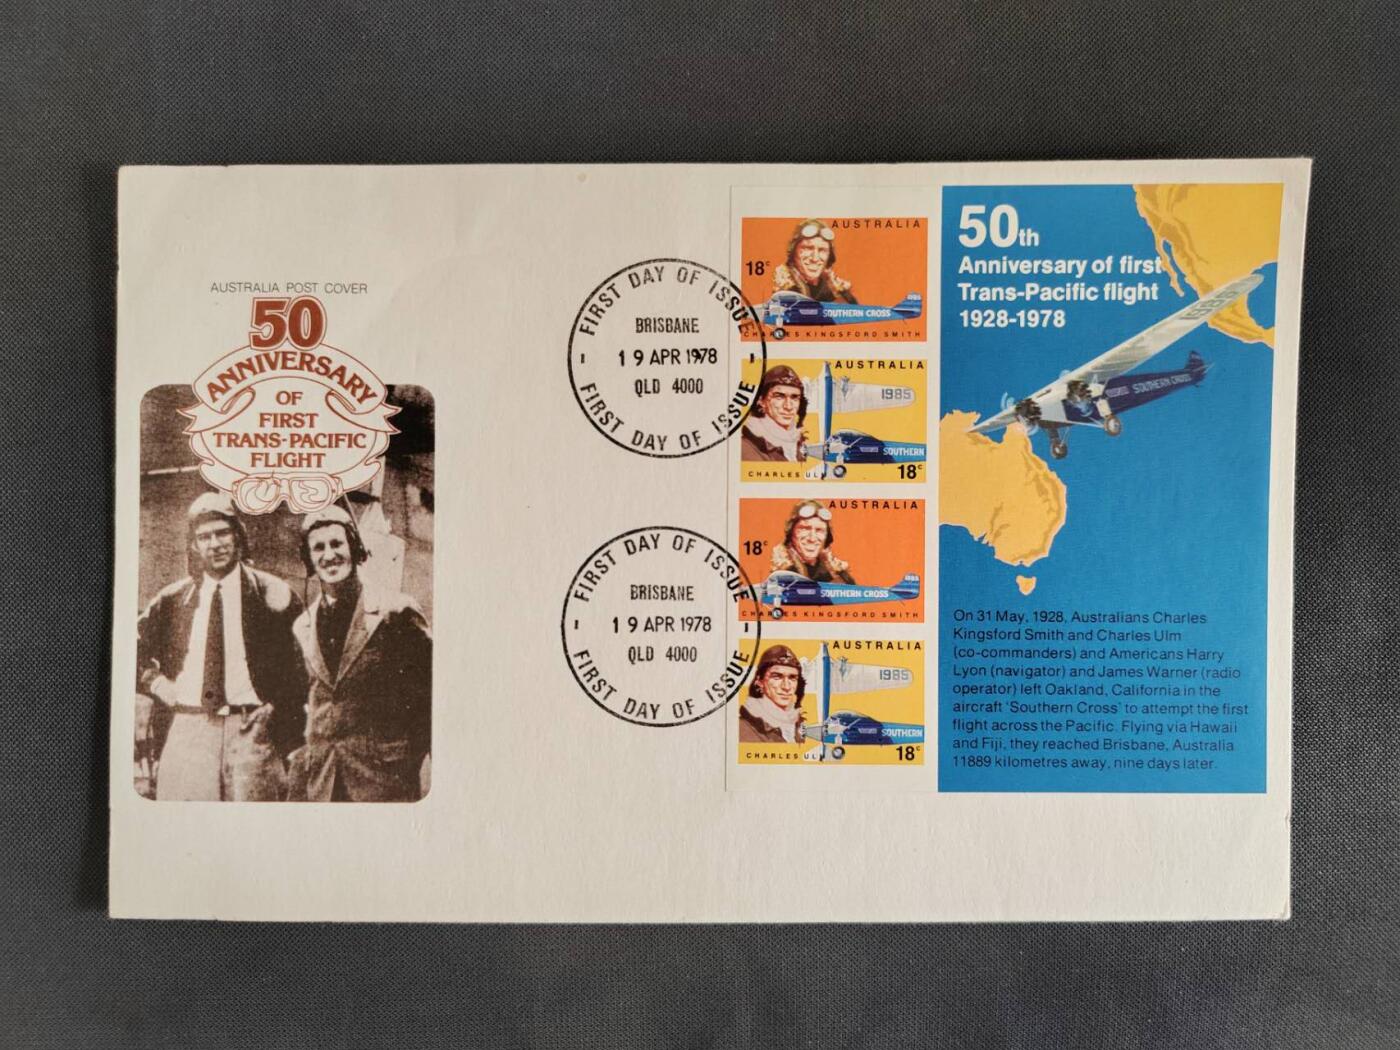 AUSTRALIA POST COVER
50
ANNIVERSARY
OF
FIRST
TRANS-PACIFIC
FLIGHT
FIRST DAY OF ISSUE
BRISBANE
19 APR 1978
QLD 4000
FIRST DAY OF ISSUE
FIRST DAY OF ISSUE
BRISBANE
19 APR 1978
QLD 4000
FIRST DAY OF ISSUE
AUSTRALIA
18c
1985
SOUTHERN CROSS
CHARLES KINGSFORD SMITH
AUSTRALIA
1985
SOUTHERN
CHARLES ULM
18c
AUSTRALIA
18c
1985
SOUTHERN CROSS
CHARLES KINGSFORD SMITH
AUSTRALIA
1985
SOUTHERN
CHARLES ULM
18c
50th
Anniversary of first
Trans-Pacific flight
1928-1978
1985
SOUTHERN CROSS
On 31 May, 1928, Australians Charles
Kingsford Smith and Charles Ulm
(co-commanders) and Americans Harry
Lyon (navigator) and James Warner (radio
operator) left Oakland, California in the
aircraft ‘Southern Cross’ to attempt the first
flight across the Pacific. Flying via Hawaii
and Fiji, they reached Brisbane, Australia
11889 kilometres away, nine days later.